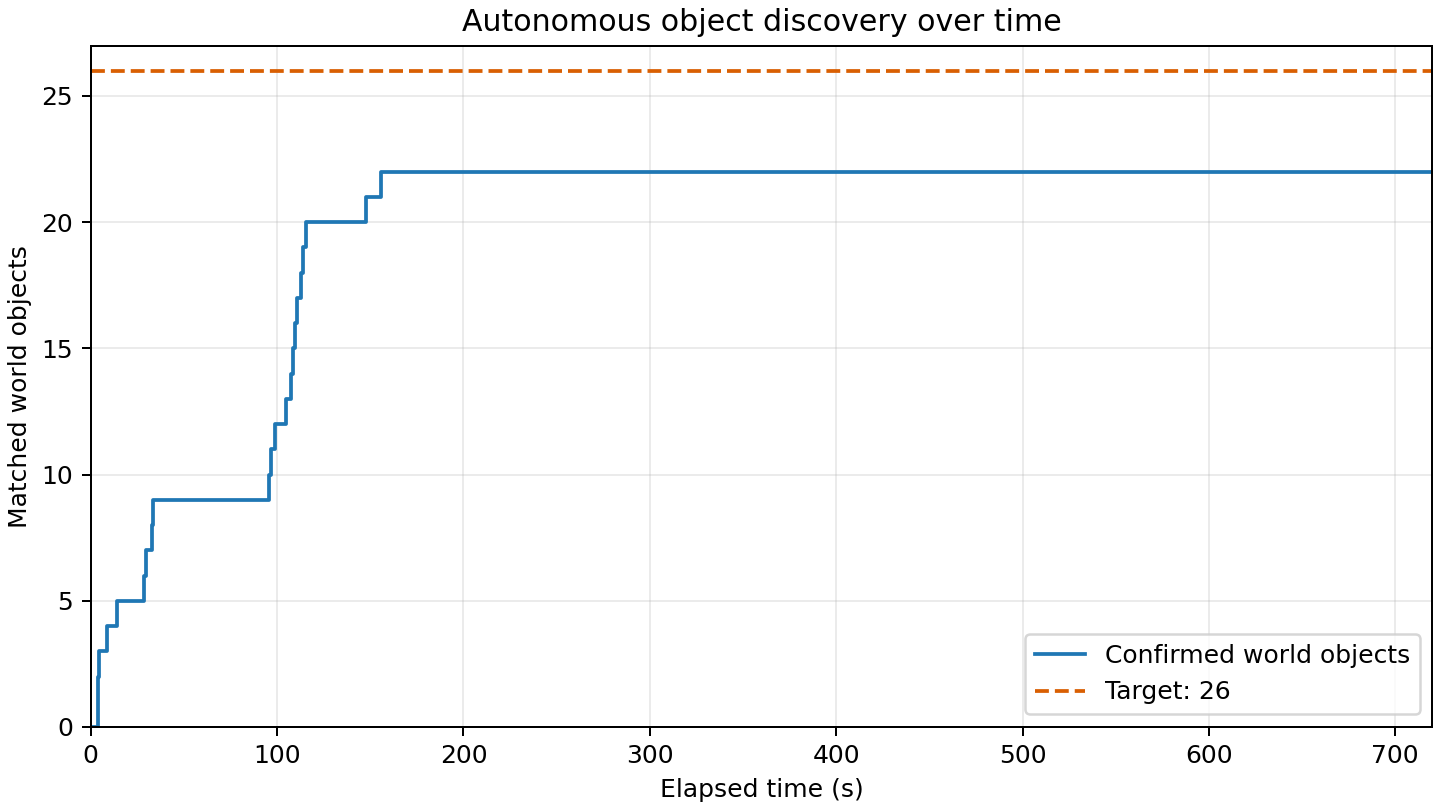 Autonomous object discovery over time
Matched world objects
25
20
15
10
5
0
0 100 200 300 400 500 600 700
Elapsed time (s)
Confirmed world objects
Target: 26